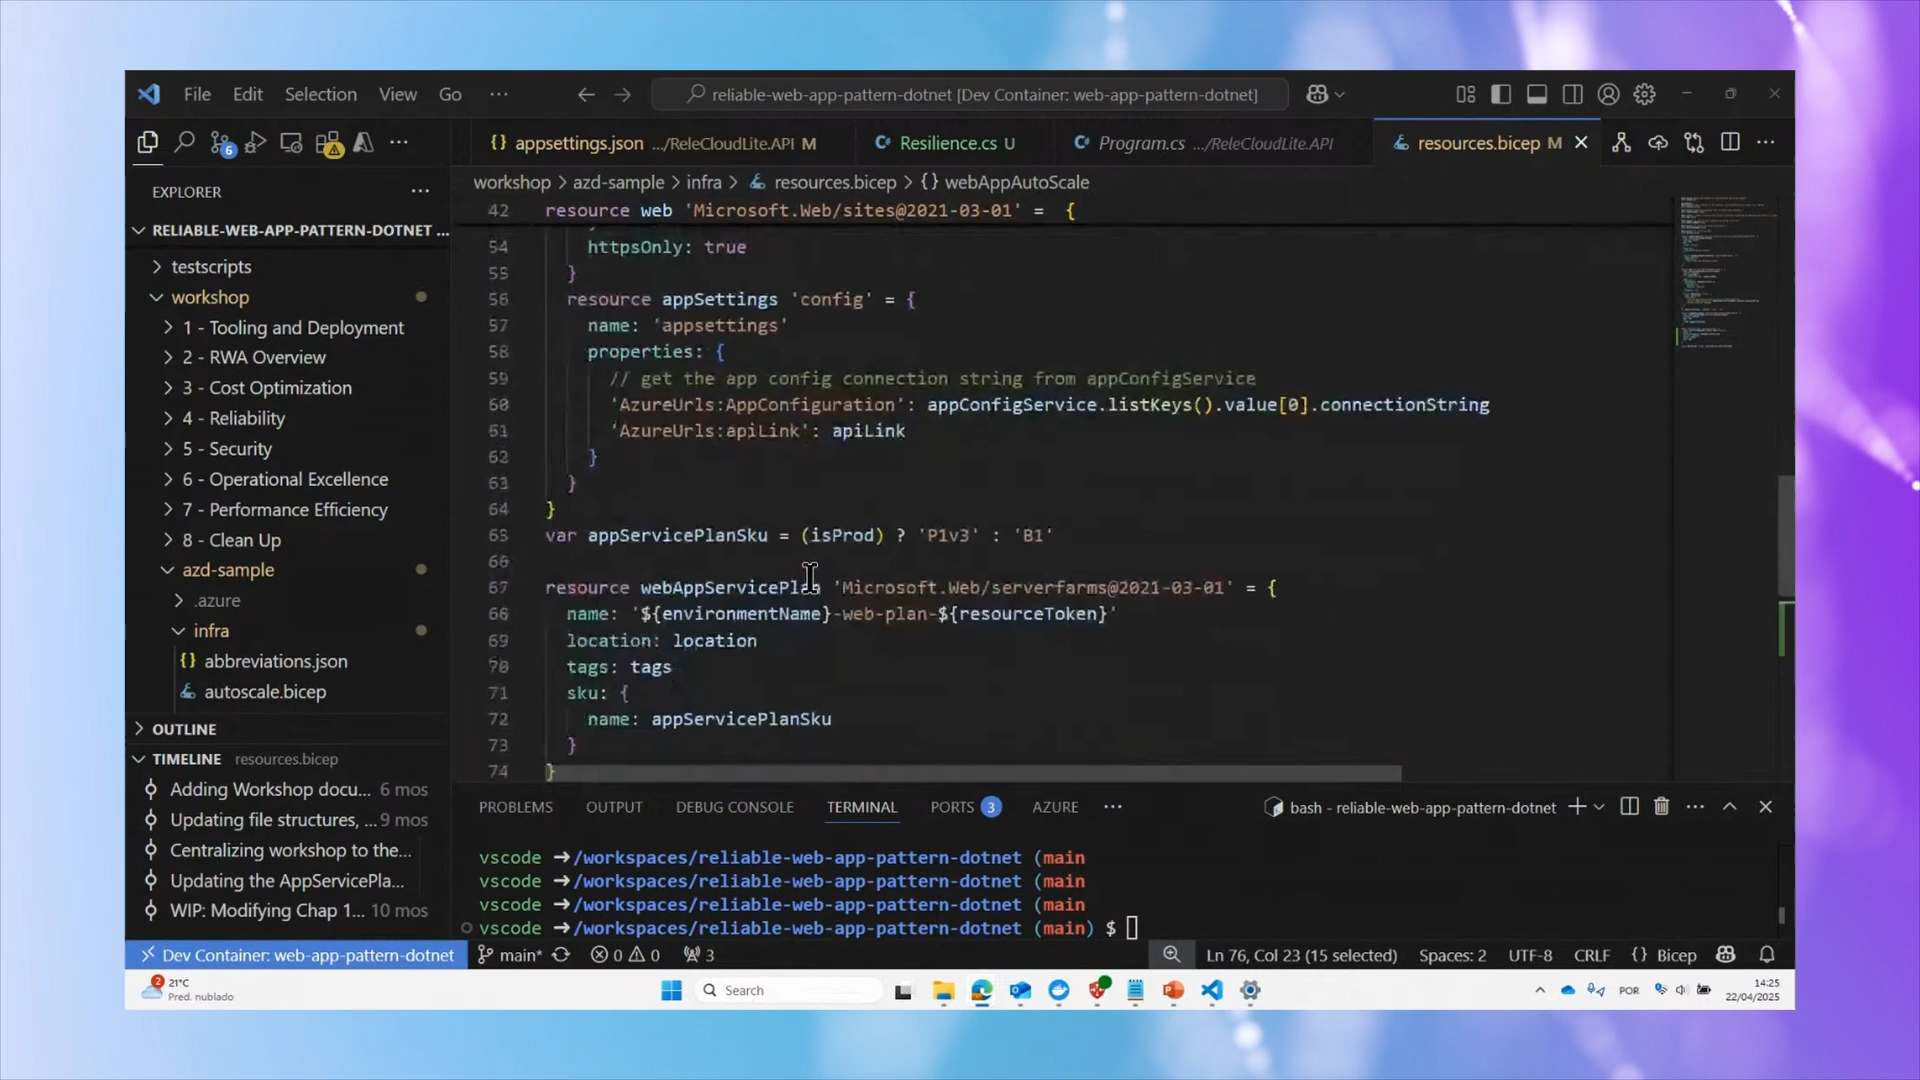 File Edit Selection View Go ··· reliable-web-app-pattern-dotnet [Dev Container: web-app-pattern-dotnet]
6
{} appsettings.json .../ReleCloudLite.API M Resilience.cs U Program.cs .../ReleCloudLite.API resources.bicep M
EXPLORER
RELIABLE-WEB-APP-PATTERN-DOTNET ...
testscripts
workshop
1 - Tooling and Deployment
2 - RWA Overview
3 - Cost Optimization
4 - Reliability
5 - Security
6 - Operational Excellence
7 - Performance Efficiency
8 - Clean Up
azd-sample
.azure
infra
{} abbreviations.json
autoscale.bicep
OUTLINE
TIMELINE resources.bicep
Adding Workshop docu... 6 mos
Updating file structures, ... 9 mos
Centralizing workshop to the...
Updating the AppServicePla...
WIP: Modifying Chap 1... 10 mos
workshop > azd-sample > infra > resources.bicep > {} webAppAutoScale
42 resource web 'Microsoft.Web/sites@2021-03-01' = {
54 httpsOnly: true
55 }
56 resource appSettings 'config' = {
57 name: 'appsettings'
58 properties: {
59 // get the app config connection string from appConfigService
60 'AzureUrls:AppConfiguration': appConfigService.listKeys().value[0].connectionString
61 'AzureUrls:apiLink': apiLink
62 }
63 }
64 }
65 var appServicePlanSku = (isProd) ? 'P1v3' : 'B1'
66
67 resource webAppServicePlan 'Microsoft.Web/serverfarms@2021-03-01' = {
68 name: '${environmentName}-web-plan-${resourceToken}'
69 location: location
70 tags: tags
71 sku: {
72 name: appServicePlanSku
73 }
74 }
PROBLEMS OUTPUT DEBUG CONSOLE TERMINAL PORTS 3 AZURE ··· bash - reliable-web-app-pattern-dotnet
vscode ➜ /workspaces/reliable-web-app-pattern-dotnet (main
vscode ➜ /workspaces/reliable-web-app-pattern-dotnet (main
vscode ➜ /workspaces/reliable-web-app-pattern-dotnet (main
vscode ➜ /workspaces/reliable-web-app-pattern-dotnet (main) $
Dev Container: web-app-pattern-dotnet main* 0 0 3 Ln 76, Col 23 (15 selected) Spaces: 2 UTF-8 CRLF {} Bicep
2 21°C
Pred. nublado
Search
POR
14:25
22/04/2025